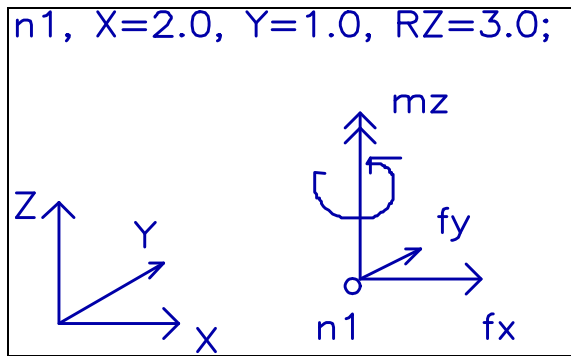 n1, X=2.0, Y=1.0, RZ=3.0;
mz
Z
Y
fy
X
n1
fx